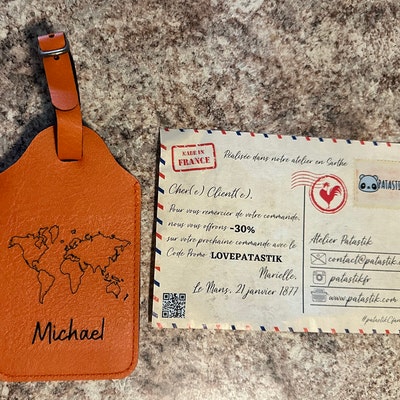 Michael
MADE IN
FRANCE
Réalisée dans notre atelier en Sarthe
PATASTIK
Cher(e) Client(e),
Pour vous remercier de votre commande,
nous vous offrons -30%
sur votre prochaine commande avec le
Code Promo LOVEPATASTIK
Marielle,
Le Mans, 21 janvier 1877
Atelier Patastik
contact@patastik.c
patastikfr
www.patastik.com